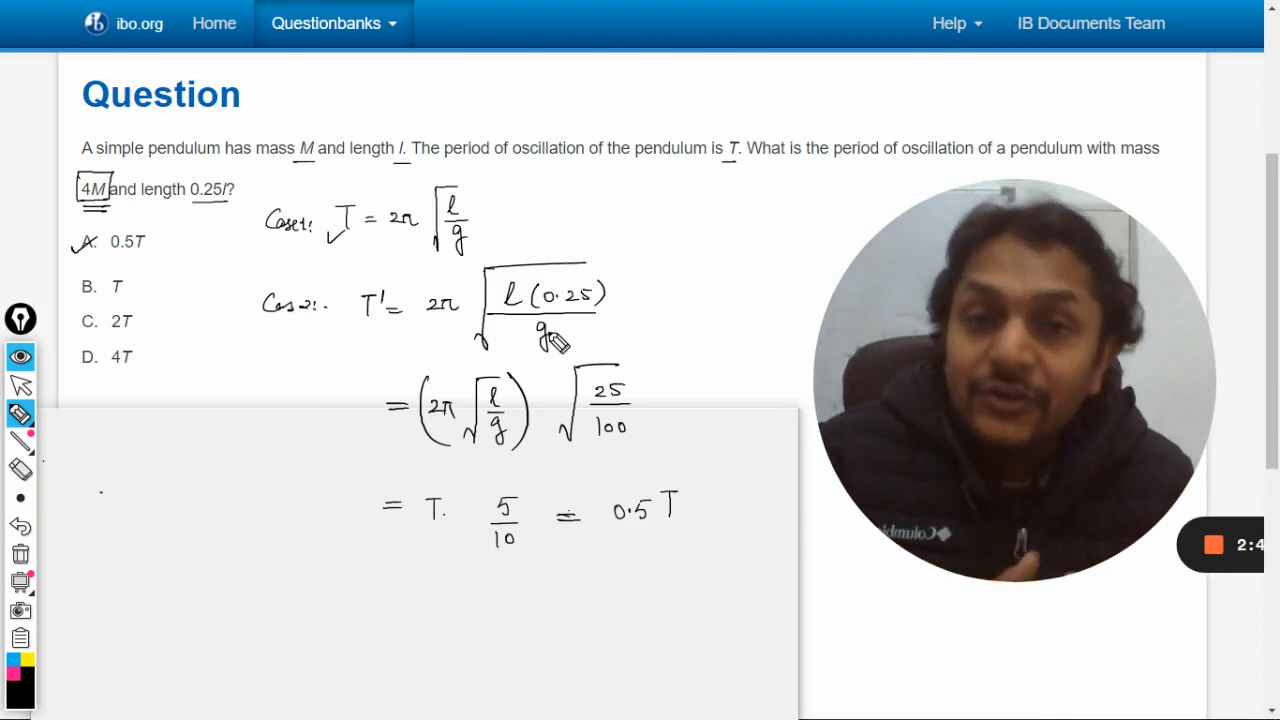 ibo.org Home Questionbanks Help IB Documents Team
Question
A simple pendulum has mass M and length l. The period of oscillation of the pendulum is T. What is the period of oscillation of a pendulum with mass
4M and length 0.25l?
A. 0.5T
B. T
C. 2T
D. 4T
Case1: T = 2π √(l/g)
Case2:. T' = 2π √(l(0.25)/g)
= (2π √(l/g)) √(25/100)
= T. 5/10 = 0.5 T
Columbia
2:4